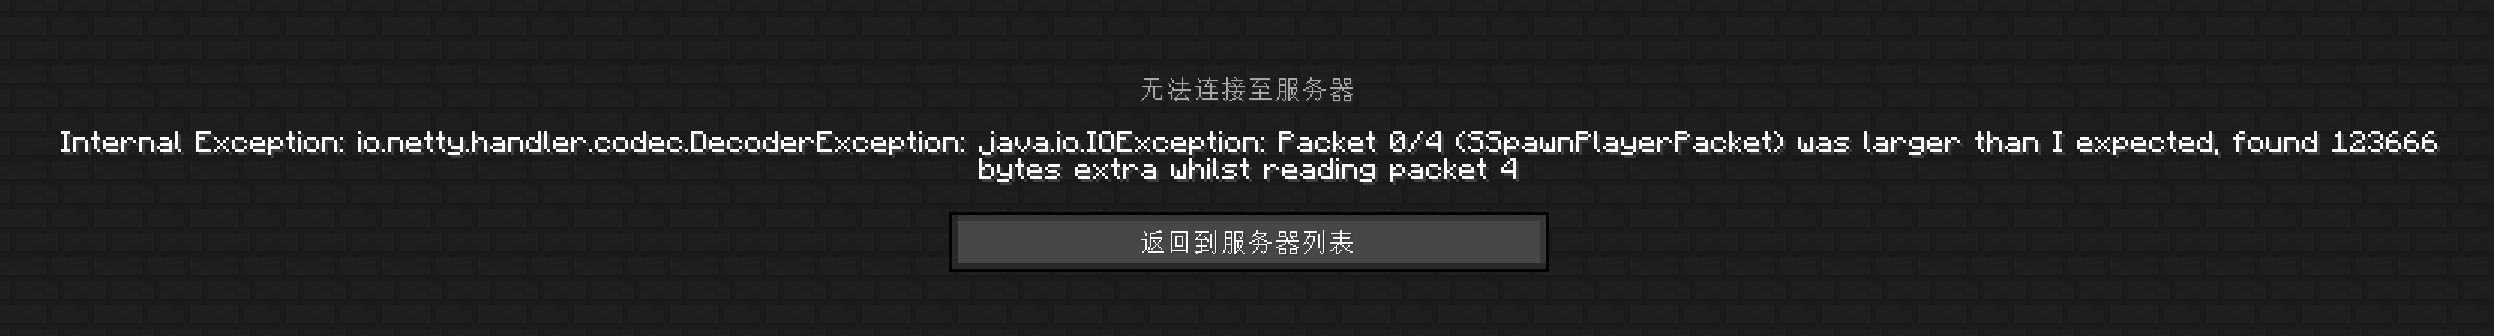 无法连接至服务器
Internal Exception: io.netty.handler.codec.DecoderException: java.io.IOException: Packet 0/4 (SSpawnPlayerPacket) was larger than I expected, found 123666
bytes extra whilst reading packet 4
返回到服务器列表